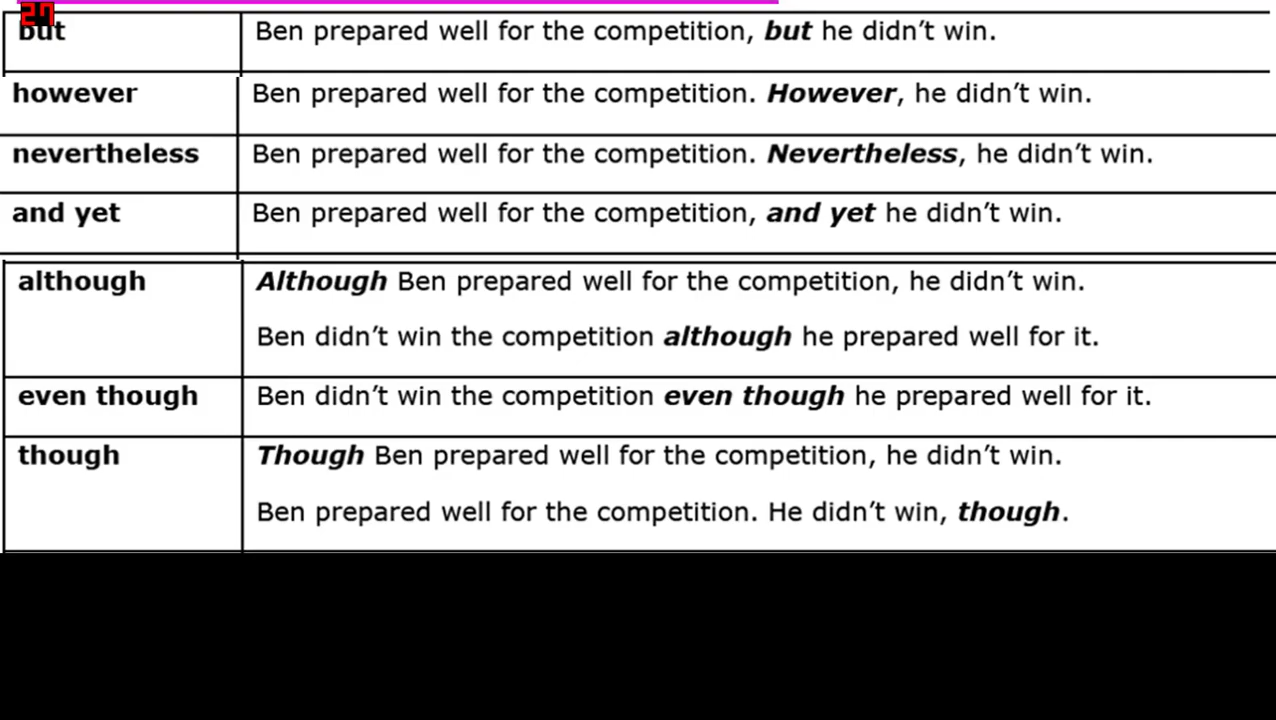 27
but Ben prepared well for the competition, but he didn’t win.
however Ben prepared well for the competition. However, he didn’t win.
nevertheless Ben prepared well for the competition. Nevertheless, he didn’t win.
and yet Ben prepared well for the competition, and yet he didn’t win.
although Although Ben prepared well for the competition, he didn’t win.
Ben didn’t win the competition although he prepared well for it.
even though Ben didn’t win the competition even though he prepared well for it.
though Though Ben prepared well for the competition, he didn’t win.
Ben prepared well for the competition. He didn’t win, though.